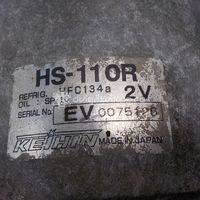 HS-110R
REFRIG. HFC134a 2V
OIL : SP
SERIAL No. EV
KEIHIN MADE IN JAPAN